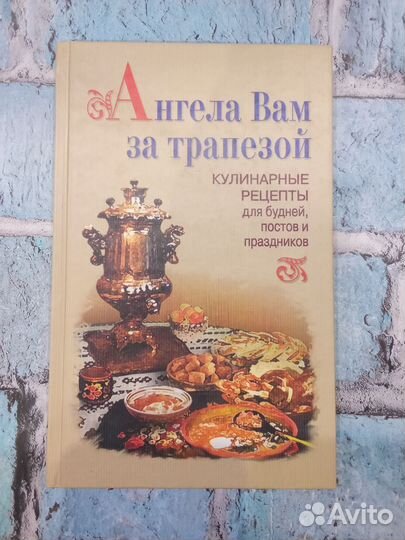 Ангела Вам
за трапезой
КУЛИНАРНЫЕ
РЕЦЕПТЫ
для будней,
постов и
праздников
Avito